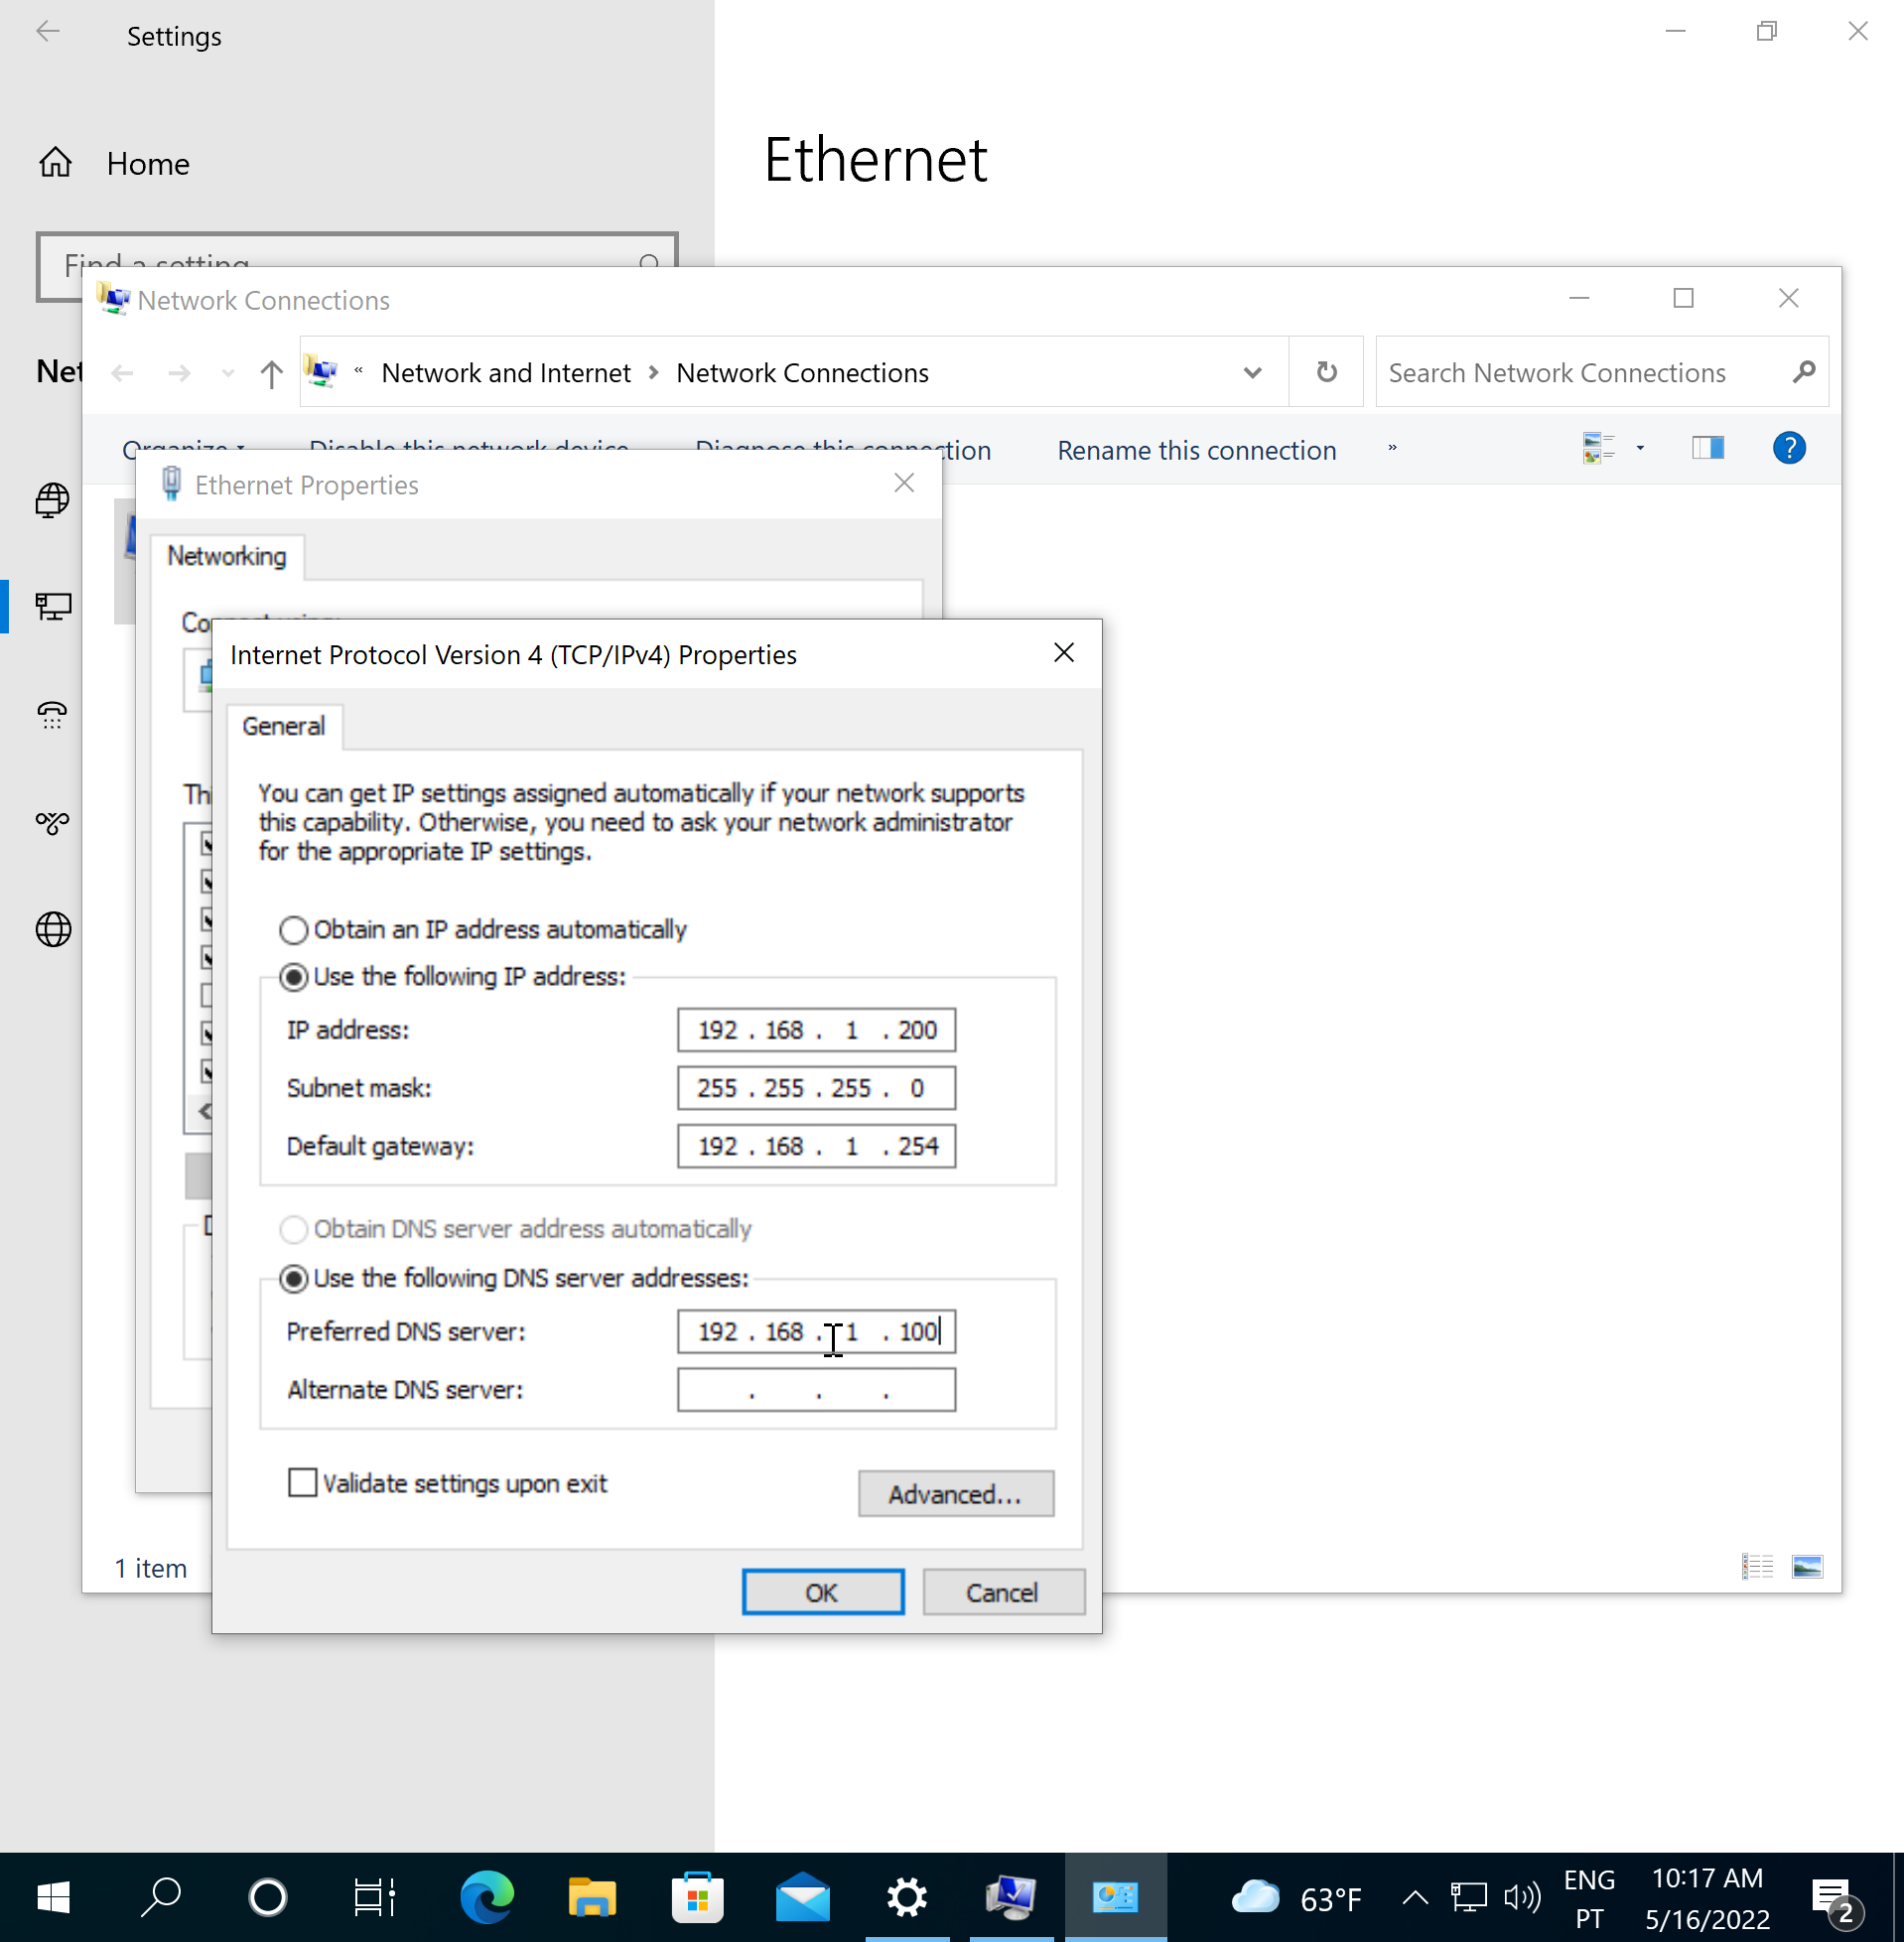 Settings
Home
Ethernet
Find a setting
Network Connections
Net
« Network and Internet > Network Connections
Search Network Connections
Organize Disable this network device Diagnose this connection Rename this connection »
Ethernet Properties
Networking
Connect using:
Internet Protocol Version 4 (TCP/IPv4) Properties
General
Thi
You can get IP settings assigned automatically if your network supports
this capability. Otherwise, you need to ask your network administrator
for the appropriate IP settings.
Obtain an IP address automatically
Use the following IP address:
IP address: 192 . 168 . 1 . 200
Subnet mask: 255 . 255 . 255 . 0
Default gateway: 192 . 168 . 1 . 254
Obtain DNS server address automatically
Use the following DNS server addresses:
Preferred DNS server: 192 . 168 . 1 . 100
Alternate DNS server: . . .
Validate settings upon exit
Advanced...
1 item
OK Cancel
63°F
ENG
PT
10:17 AM
5/16/2022
2